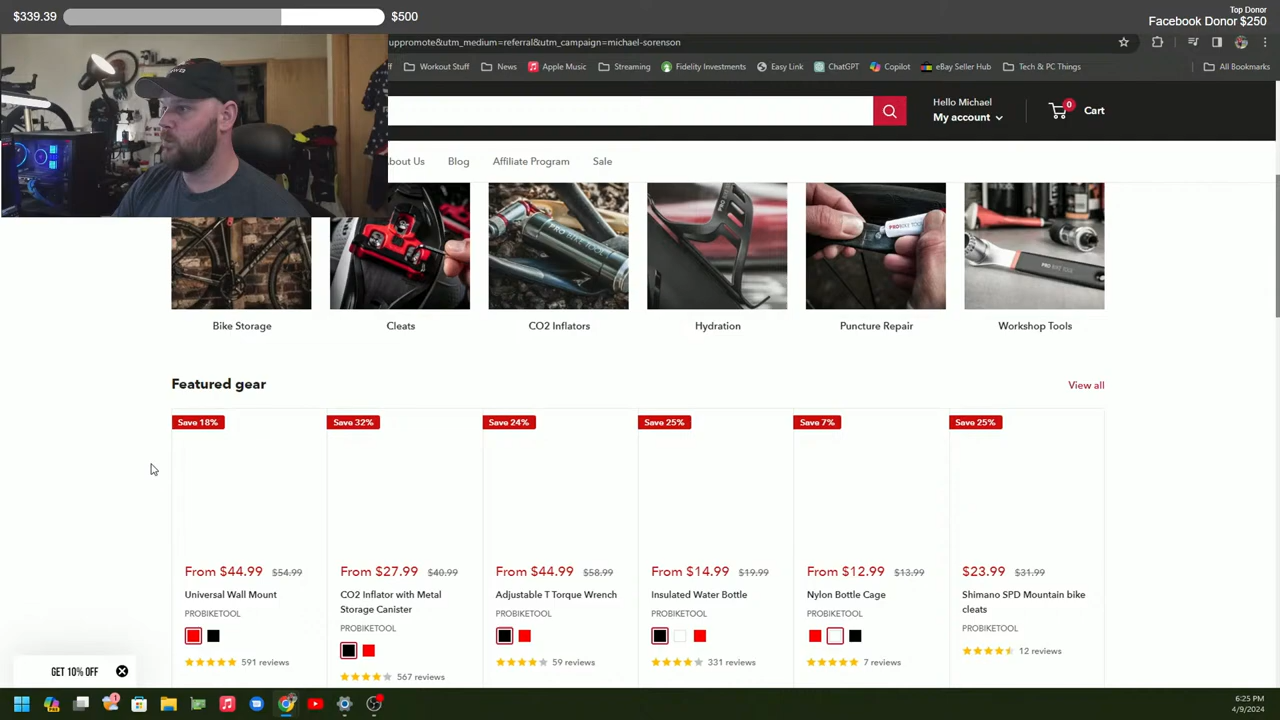 $339.39
$500
Top Donor
Facebook Donor $250
uppromote&utm_medium=referral&utm_campaign=michael-sorenson
Workout Stuff
News
Apple Music
Streaming
Fidelity Investments
Easy Link
ChatGPT
Copilot
eBay Seller Hub
Tech & PC Things
All Bookmarks
Hello Michael
My account
0
Cart
bout Us
Blog
Affiliate Program
Sale
Bike Storage
Cleats
CO2 Inflators
Hydration
Puncture Repair
Workshop Tools
Featured gear
View all
Save 18%
Save 32%
Save 24%
Save 25%
Save 7%
Save 25%
From $44.99 $54.99
From $27.99 $40.99
From $44.99 $58.99
From $14.99 $19.99
From $12.99 $13.99
$23.99 $31.99
Universal Wall Mount
CO2 Inflator with Metal
Storage Canister
Adjustable T Torque Wrench
Insulated Water Bottle
Nylon Bottle Cage
Shimano SPD Mountain bike
cleats
PROBIKETOOL
PROBIKETOOL
PROBIKETOOL
PROBIKETOOL
PROBIKETOOL
PROBIKETOOL
591 reviews
567 reviews
59 reviews
331 reviews
7 reviews
12 reviews
GET 10% OFF
6:25 PM
4/9/2024